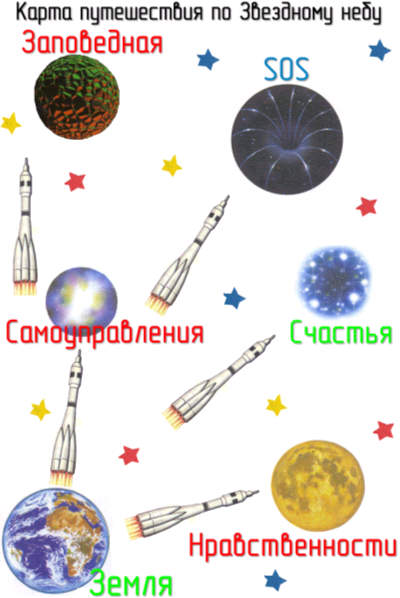 Карта путешествия по Звездному небу
Заповедная
SOS
Самоуправления
Счастья
Нравственности
Земля